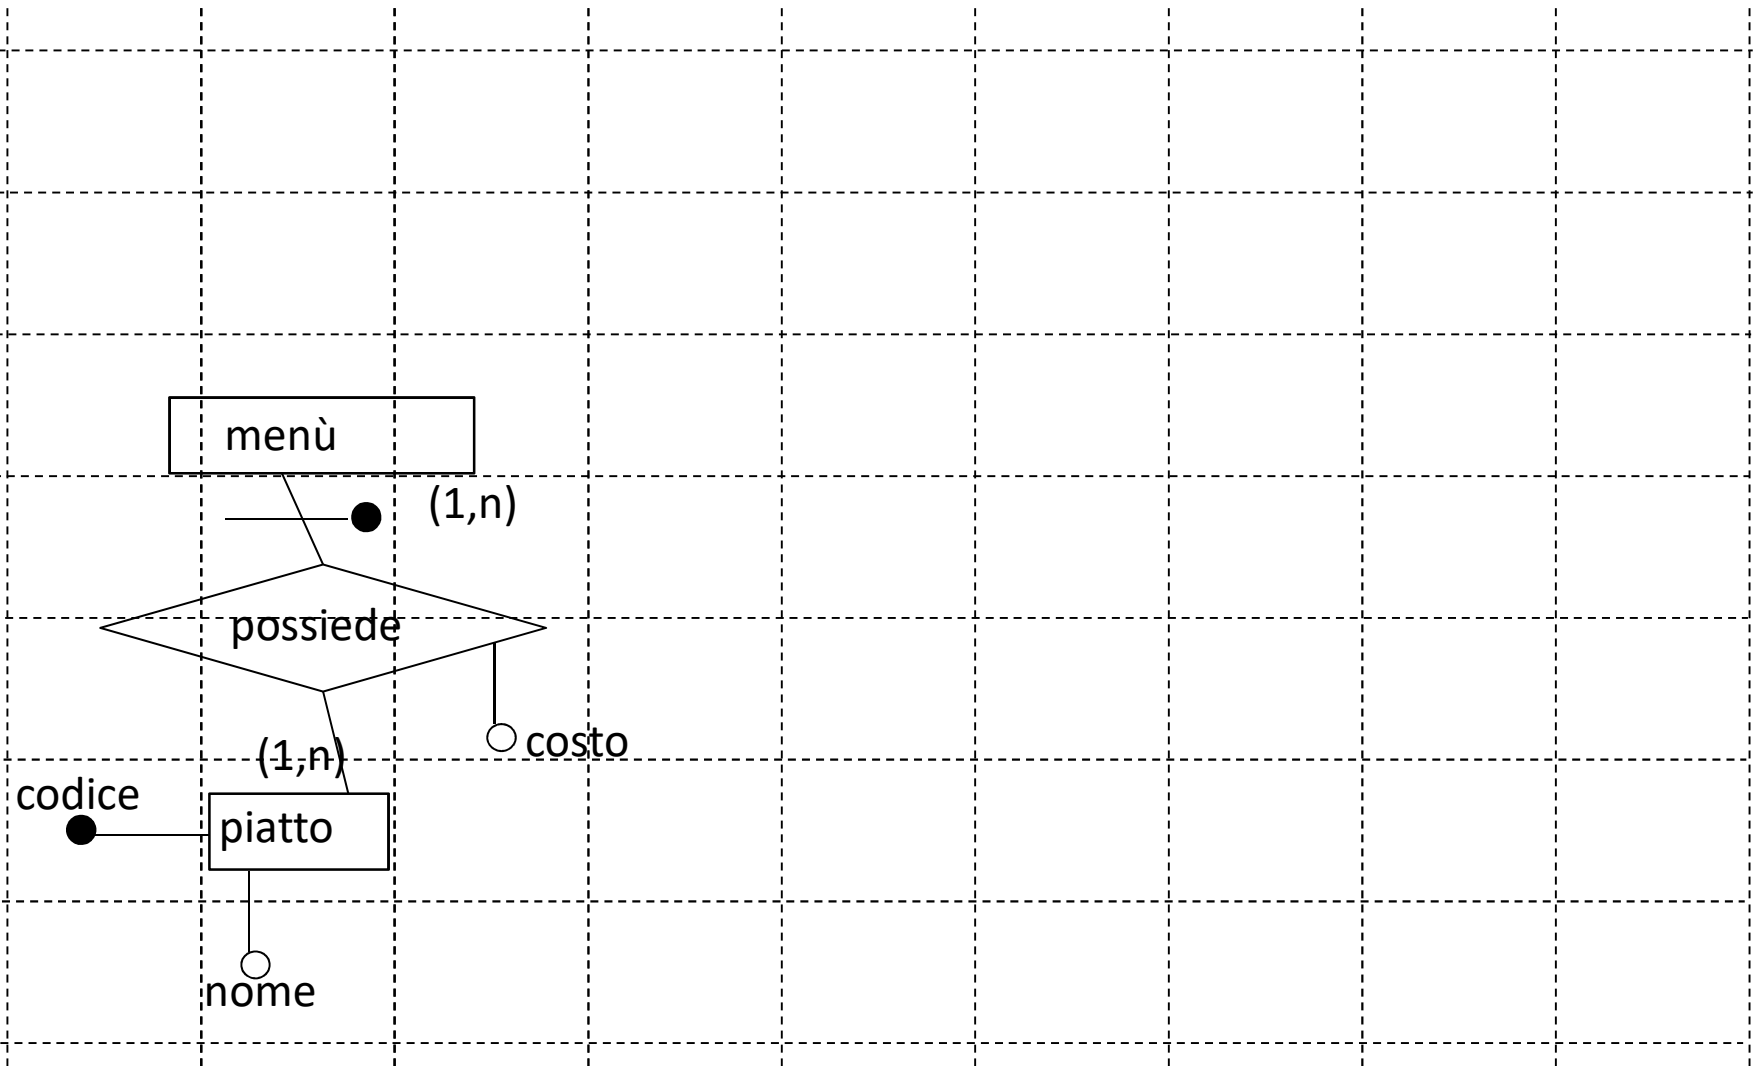 menù
(1,n)
possiede
costo
(1,n)
codice
piatto
nome